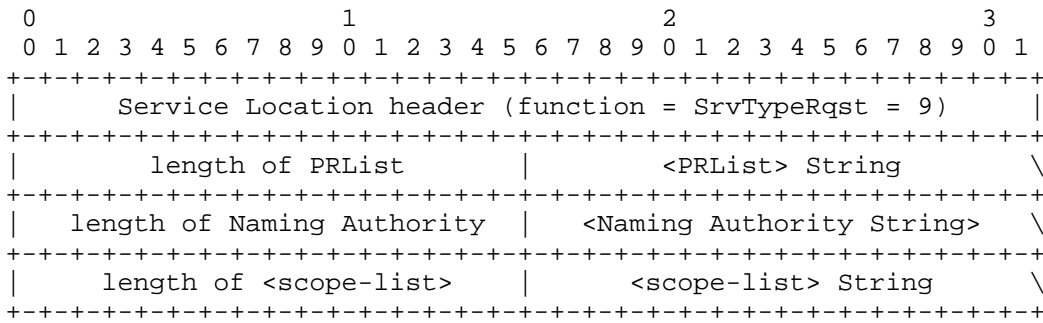 0                   1                   2                   3
 0 1 2 3 4 5 6 7 8 9 0 1 2 3 4 5 6 7 8 9 0 1 2 3 4 5 6 7 8 9 0 1
+-+-+-+-+-+-+-+-+-+-+-+-+-+-+-+-+-+-+-+-+-+-+-+-+-+-+-+-+-+-+-+-+
|      Service Location header (function = SrvTypeRqst = 9)     |
+-+-+-+-+-+-+-+-+-+-+-+-+-+-+-+-+-+-+-+-+-+-+-+-+-+-+-+-+-+-+-+-+
|        length of PRList       |        <PRList> String        \
+-+-+-+-+-+-+-+-+-+-+-+-+-+-+-+-+-+-+-+-+-+-+-+-+-+-+-+-+-+-+-+-+
|   length of Naming Authority  |   <Naming Authority String>   \
+-+-+-+-+-+-+-+-+-+-+-+-+-+-+-+-+-+-+-+-+-+-+-+-+-+-+-+-+-+-+-+-+
|     length of <scope-list>    |      <scope-list> String      \
+-+-+-+-+-+-+-+-+-+-+-+-+-+-+-+-+-+-+-+-+-+-+-+-+-+-+-+-+-+-+-+-+